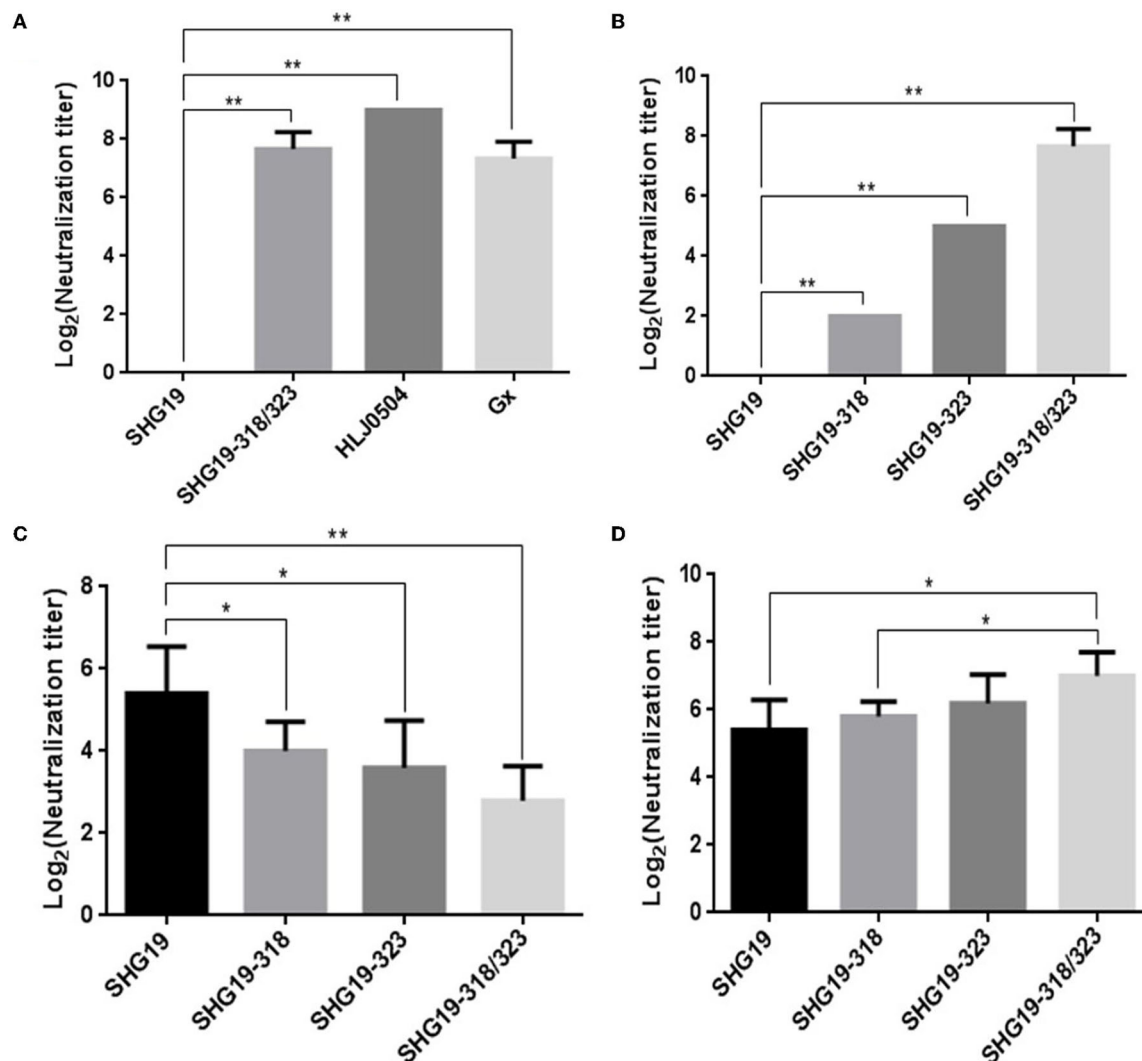 A
**
**
**
Log₂(Neutralization titer)
10
8
6
4
2
0
SHG19
SHG19-318/323
HLJ0504
Gx
B
**
**
**
Log₂(Neutralization titer)
10
8
6
4
2
0
SHG19
SHG19-318
SHG19-323
SHG19-318/323
C
**
*
*
Log₂(Neutralization titer)
8
6
4
2
0
SHG19
SHG19-318
SHG19-323
SHG19-318/323
D
*
*
Log₂(Neutralization titer)
10
8
6
4
2
0
SHG19
SHG19-318
SHG19-323
SHG19-318/323